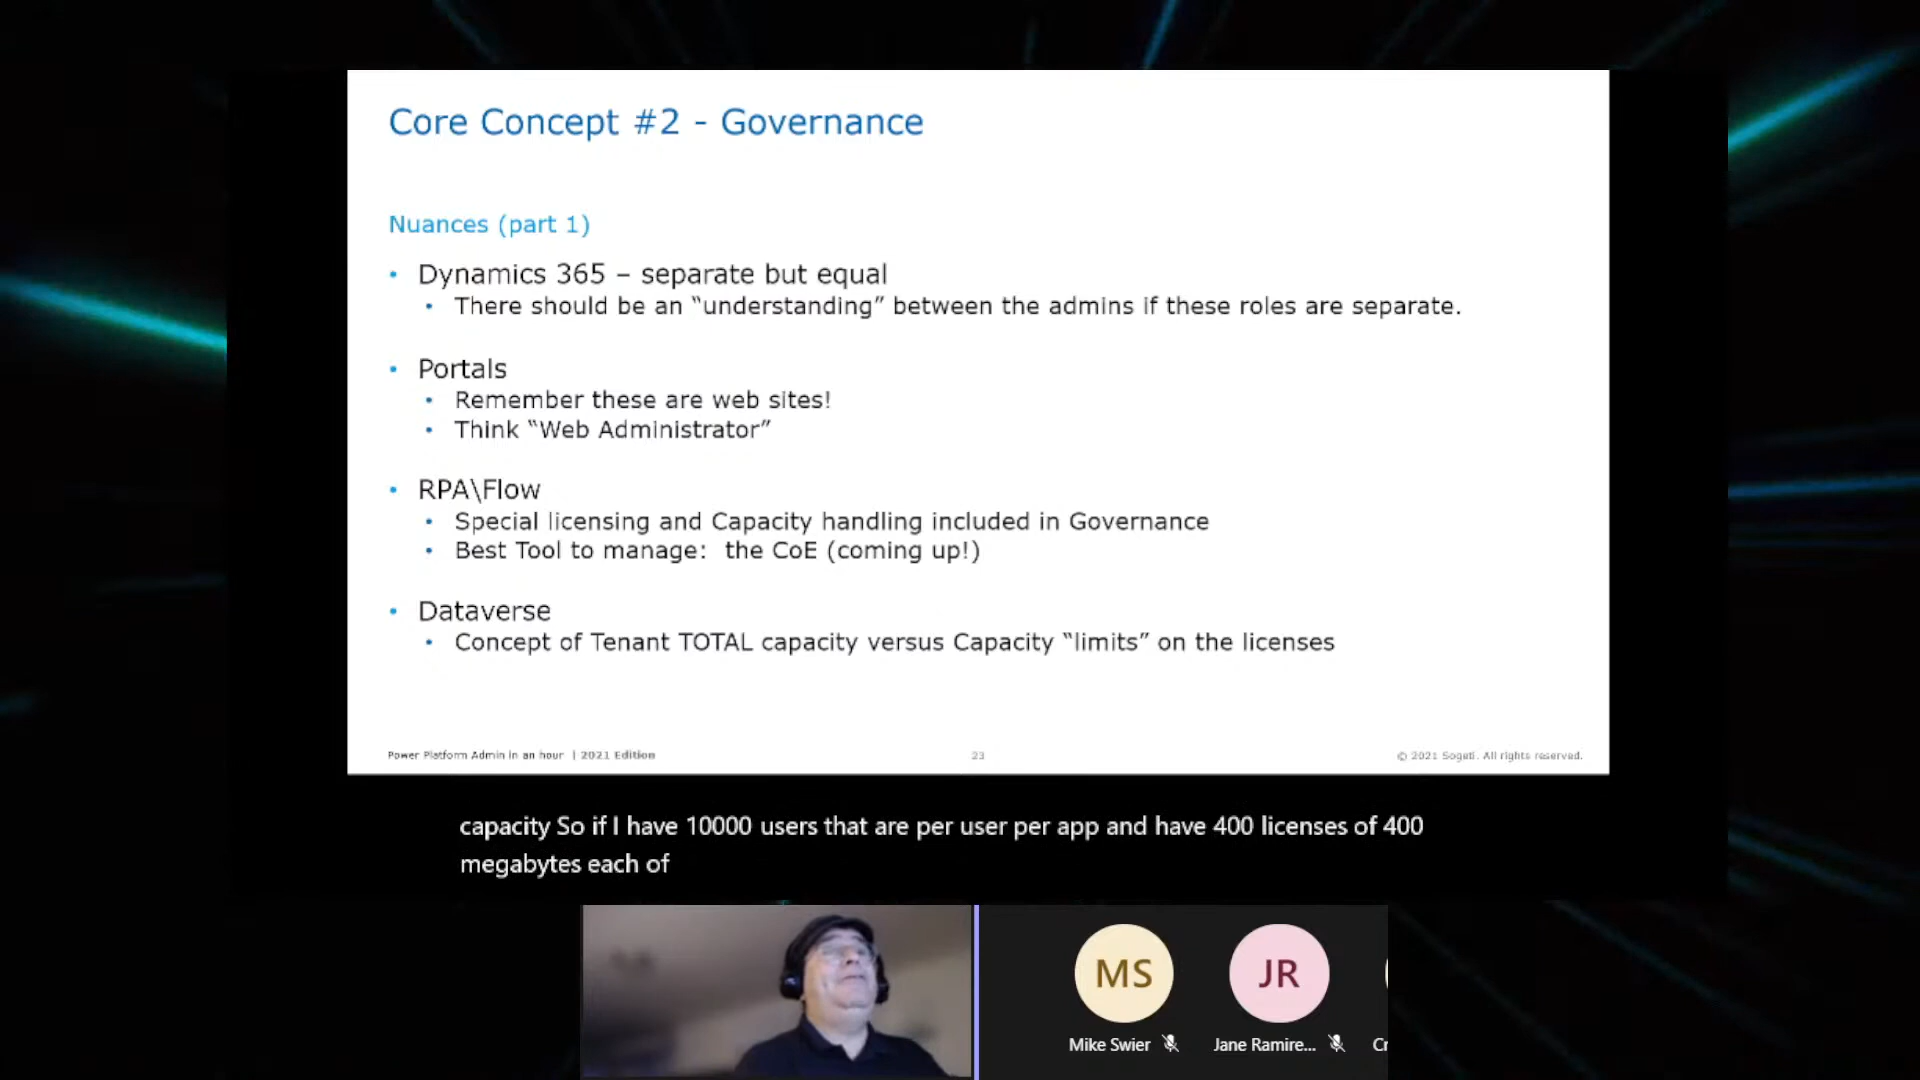 Core Concept #2 - Governance
Nuances (part 1)
• Dynamics 365 – separate but equal
• There should be an “understanding” between the admins if these roles are separate.
• Portals
• Remember these are web sites!
• Think “Web Administrator”
• RPA\Flow
• Special licensing and Capacity handling included in Governance
• Best Tool to manage:  the CoE (coming up!)
• Dataverse
• Concept of Tenant TOTAL capacity versus Capacity “limits” on the licenses
Power Platform Admin in an hour | 2021 Edition
23
© 2021 Sogeti. All rights reserved.
capacity So if I have 10000 users that are per user per app and have 400 licenses of 400
megabytes each of
MS
JR
Mike Swier
Jane Ramire...
Cr